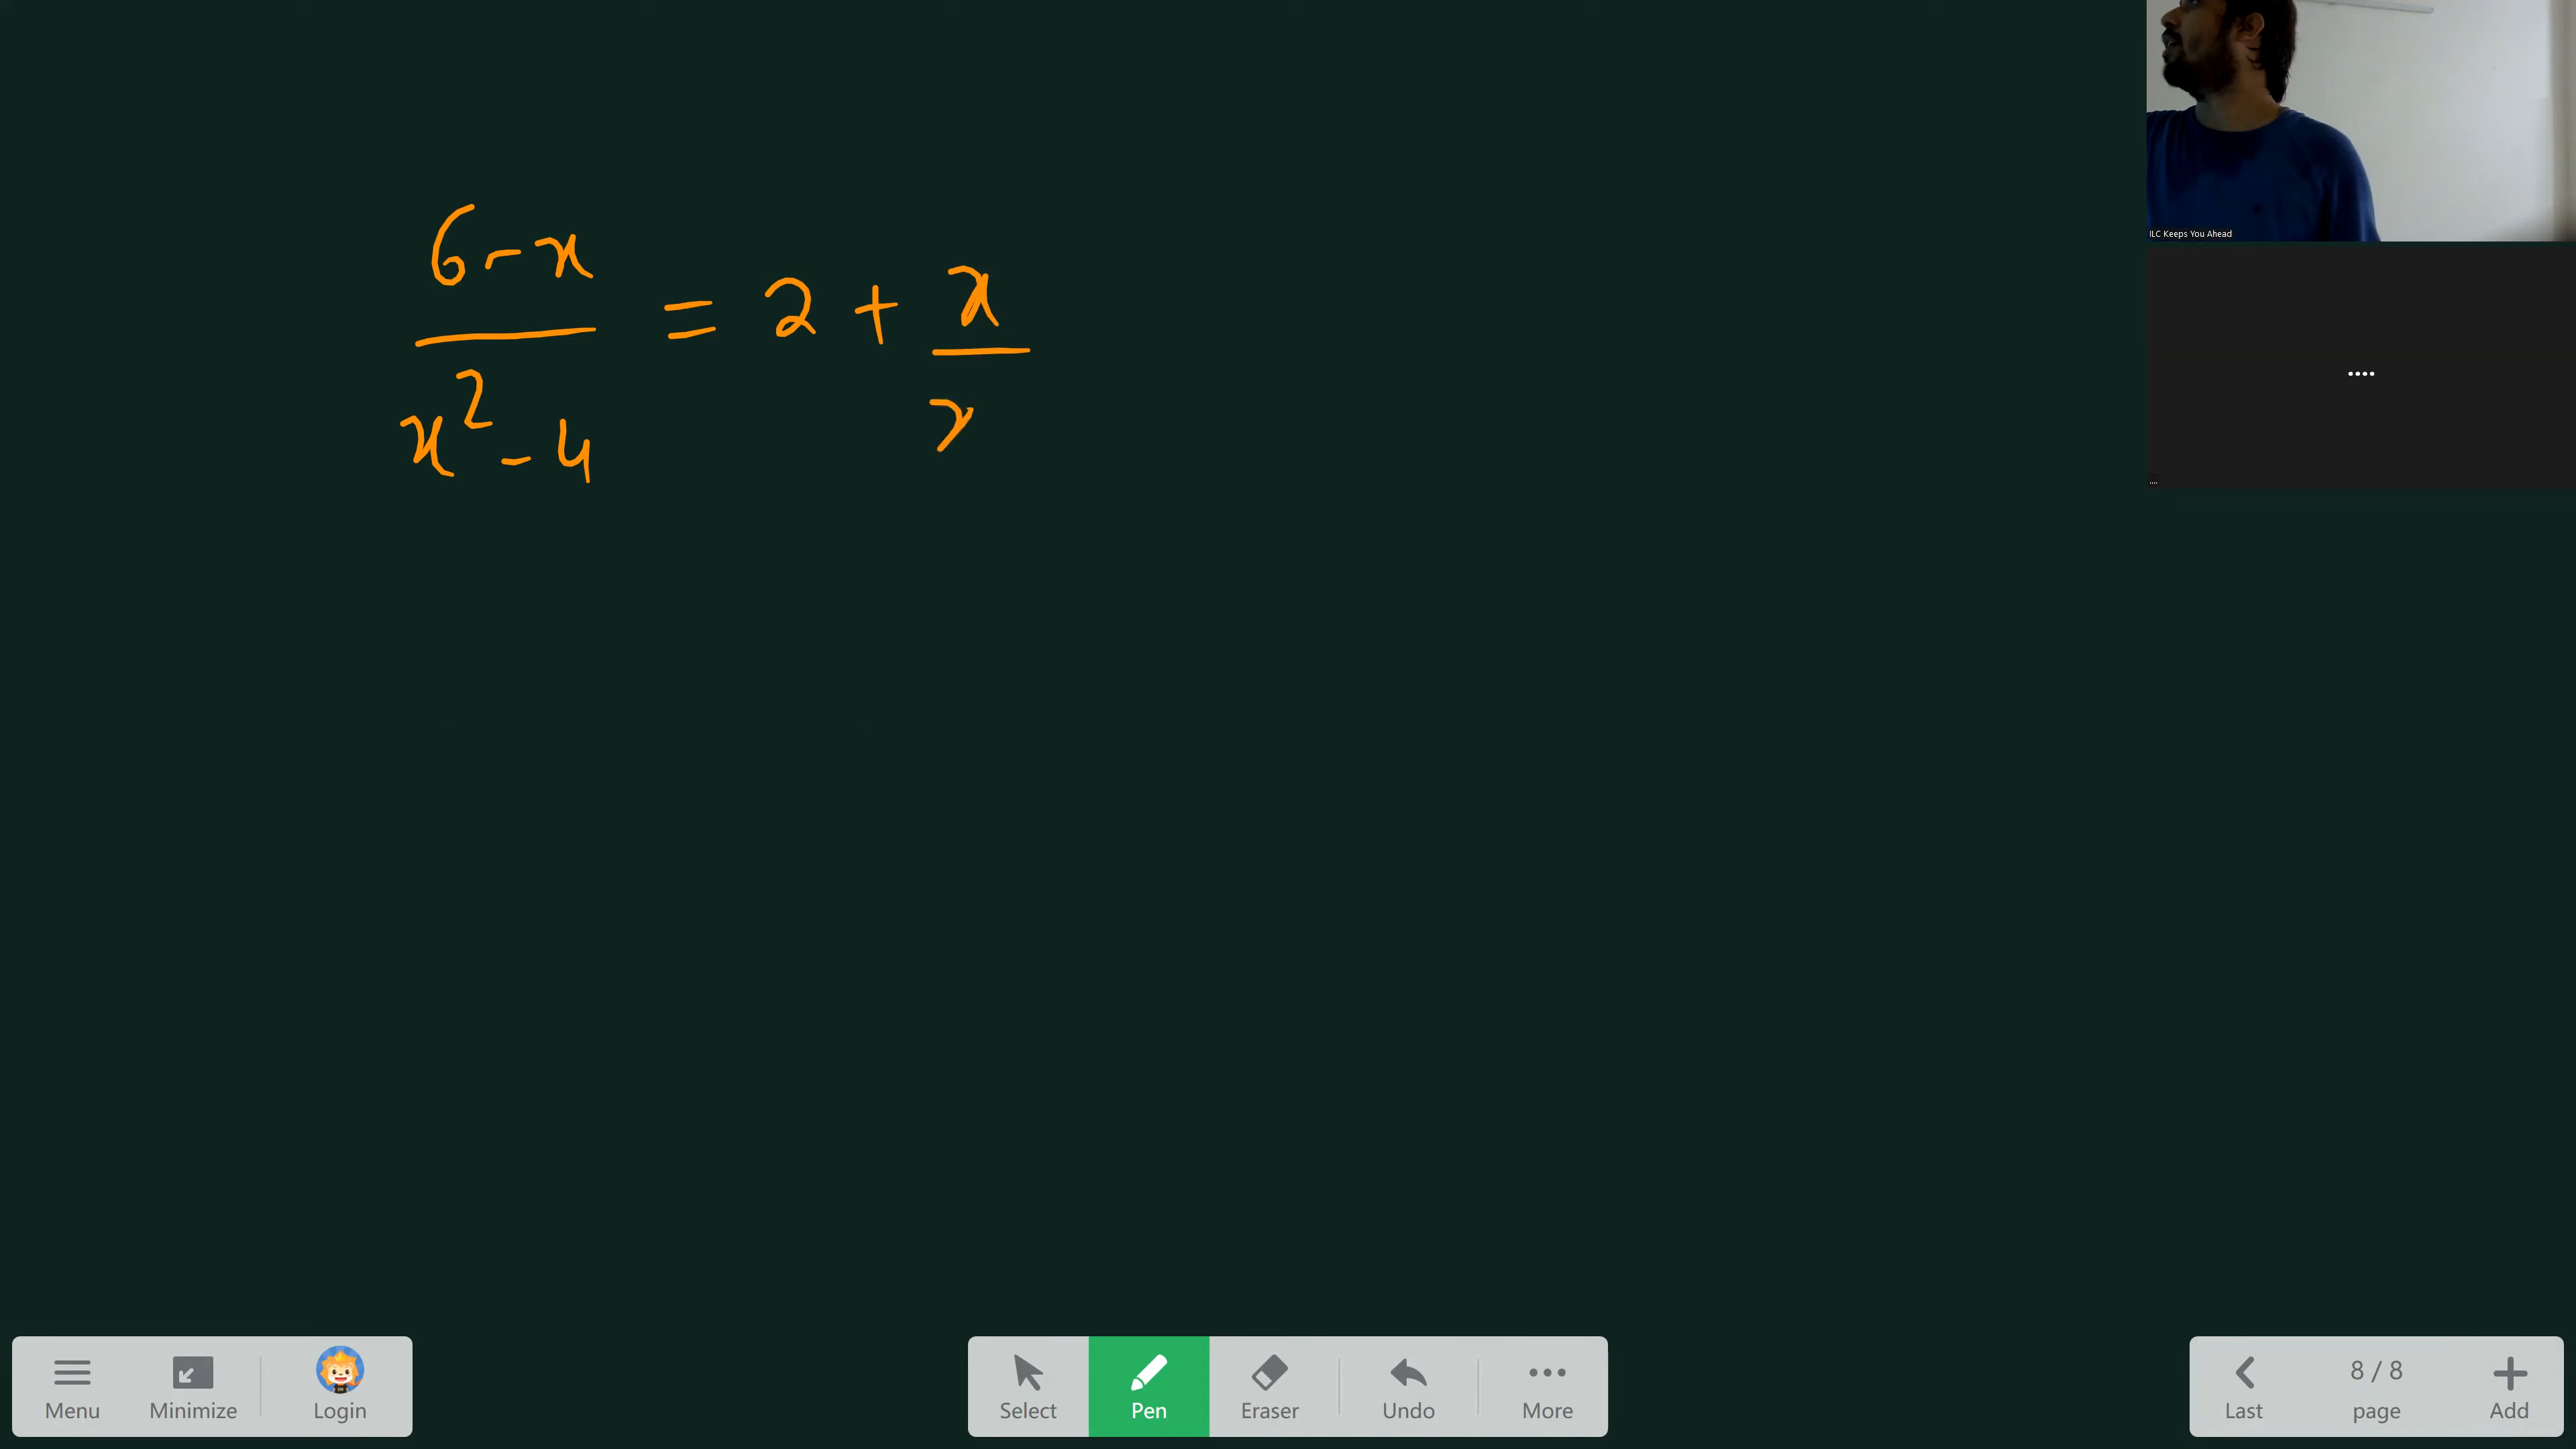 (6-x)/(x²-4) = 2 + x/x
ILC Keeps You Ahead
....
....
Menu Minimize Login Select Pen Eraser Undo More Last 8 / 8 page Add